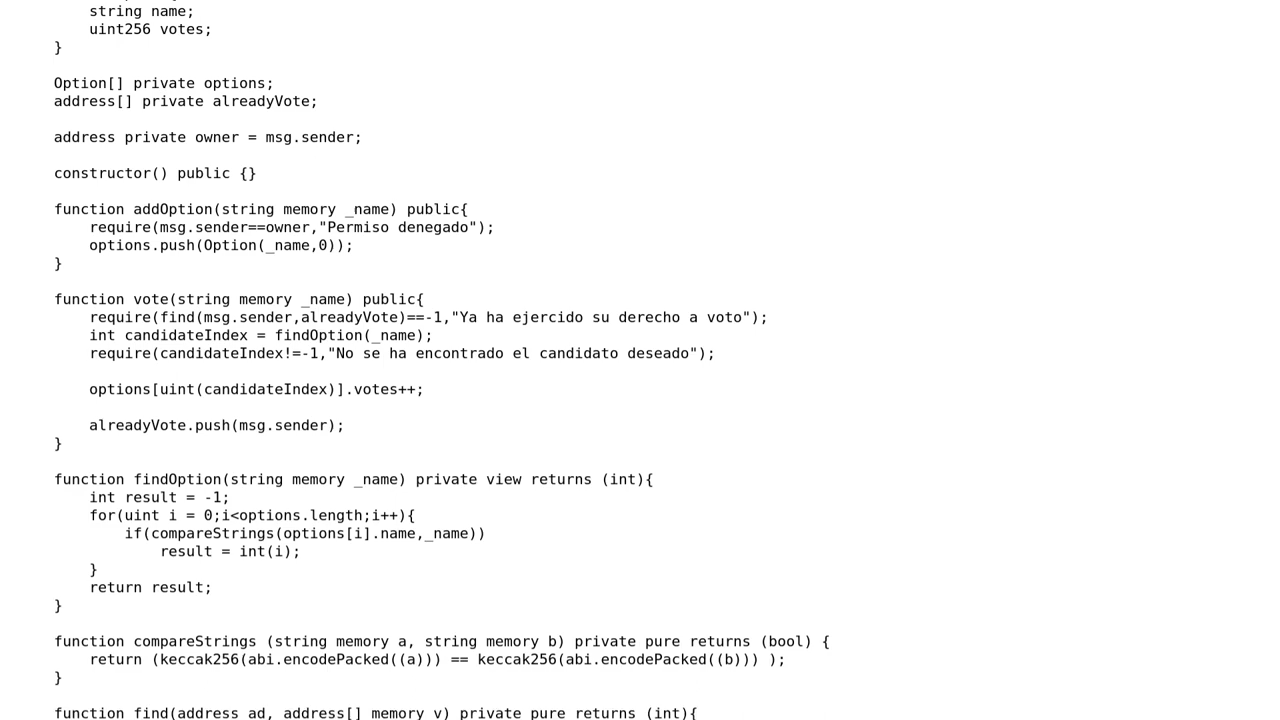 string name;
uint256 votes;
}
Option[] private options;
address[] private alreadyVote;
address private owner = msg.sender;
constructor() public {}
function addOption(string memory _name) public{
require(msg.sender==owner,"Permiso denegado");
options.push(Option(_name,0));
}
function vote(string memory _name) public{
require(find(msg.sender,alreadyVote)==-1,"Ya ha ejercido su derecho a voto");
int candidateIndex = findOption(_name);
require(candidateIndex!=-1,"No se ha encontrado el candidato deseado");
options[uint(candidateIndex)].votes++;
alreadyVote.push(msg.sender);
}
function findOption(string memory _name) private view returns (int){
int result = -1;
for(uint i = 0;i<options.length;i++){
if(compareStrings(options[i].name,_name))
result = int(i);
}
return result;
}
function compareStrings (string memory a, string memory b) private pure returns (bool) {
return (keccak256(abi.encodePacked((a))) == keccak256(abi.encodePacked((b))) );
}
function find(address ad, address[] memory v) private pure returns (int){